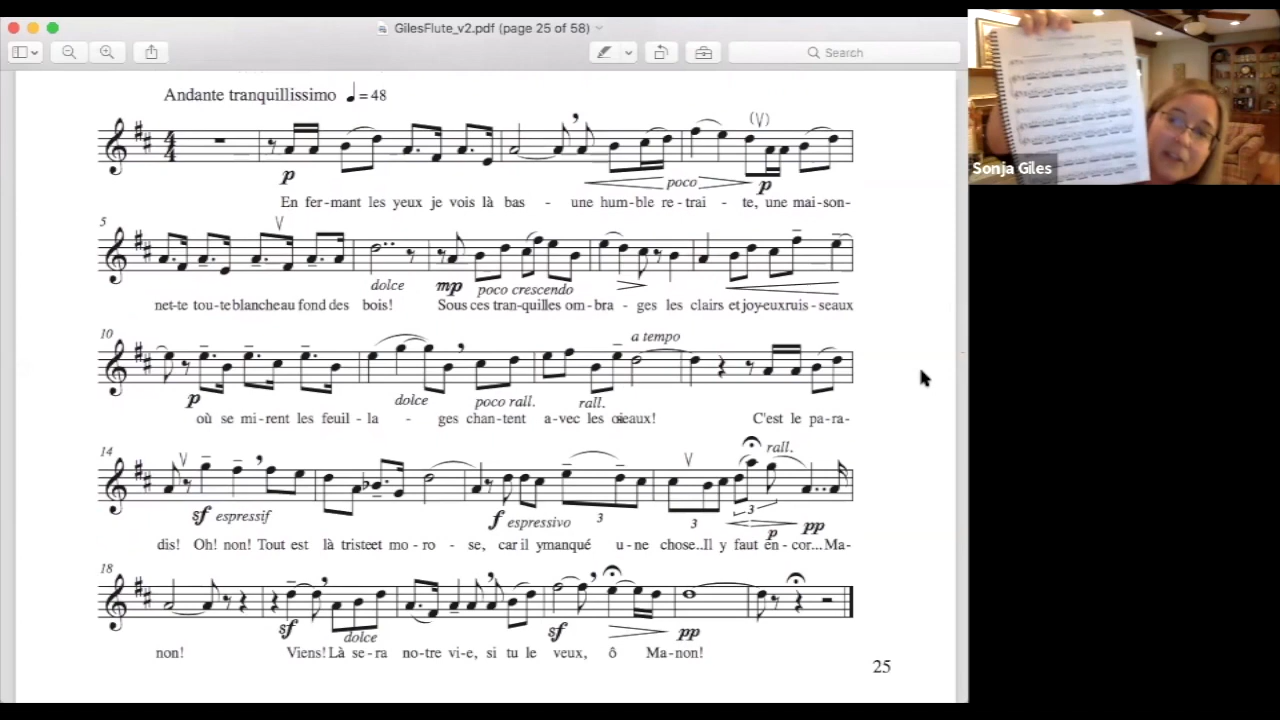 GilesFlute_v2.pdf (page 25 of 58)
Search
Sonja Giles
Andante tranquillissimo ♩ = 48
4
4
(V)
p poco p
En fer-mant les yeux je vois là bas - une hum-ble re-trai - te, une mai-son-
5
V
dolce mp poco crescendo
net-te tou-te blancheau fond des bois! Sous ces tran-quilles om-bra - ges les clairs et joy-eux ruis-seaux
10
a tempo
p dolce poco rall. rall.
où se mi-rent les feuil-la - ges chan-tent a-vec les seaux! C'est le pa-ra-
14
V V rall.
sf espressif f espressivo 3 3 3 p pp
dis! Oh! non! Tout est là tristeet mo-ro - se, car il ymanqué u-ne chose..Il y faut en-cor...Ma-
18
sf dolce sf pp
non! Viens! Là se-ra no-tre vi-e, si tu le veux, ô Ma-non!
25